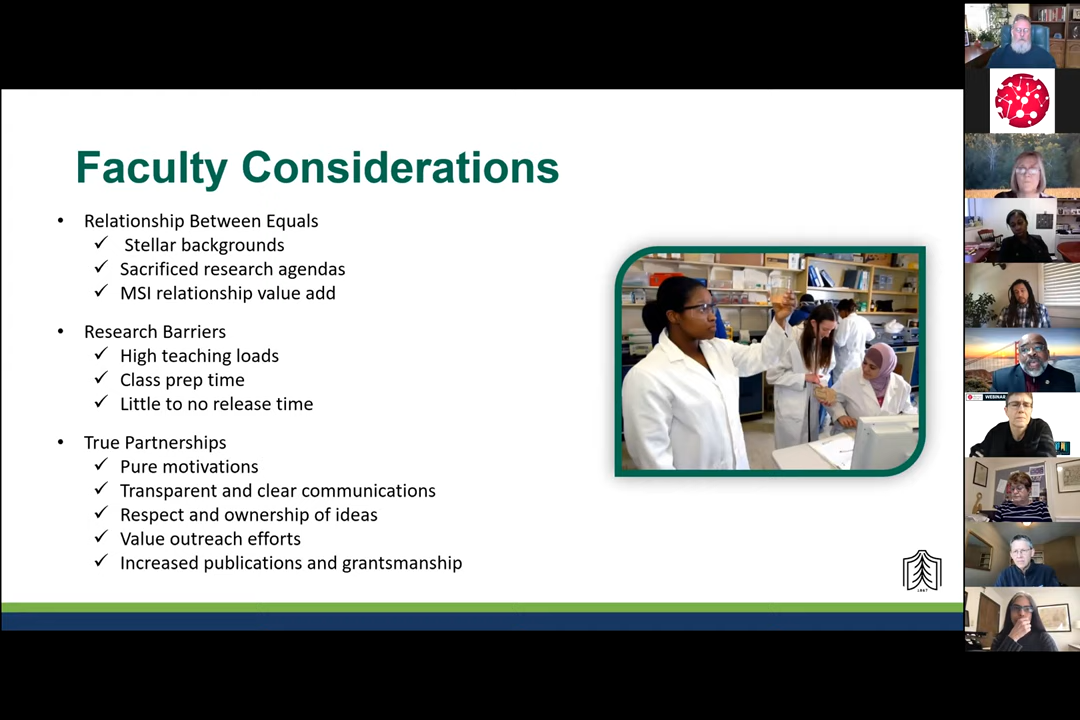 Faculty Considerations
• Relationship Between Equals
✓ Stellar backgrounds
✓ Sacrificed research agendas
✓ MSI relationship value add
• Research Barriers
✓ High teaching loads
✓ Class prep time
✓ Little to no release time
• True Partnerships
✓ Pure motivations
✓ Transparent and clear communications
✓ Respect and ownership of ideas
✓ Value outreach efforts
✓ Increased publications and grantsmanship
WEBINAR